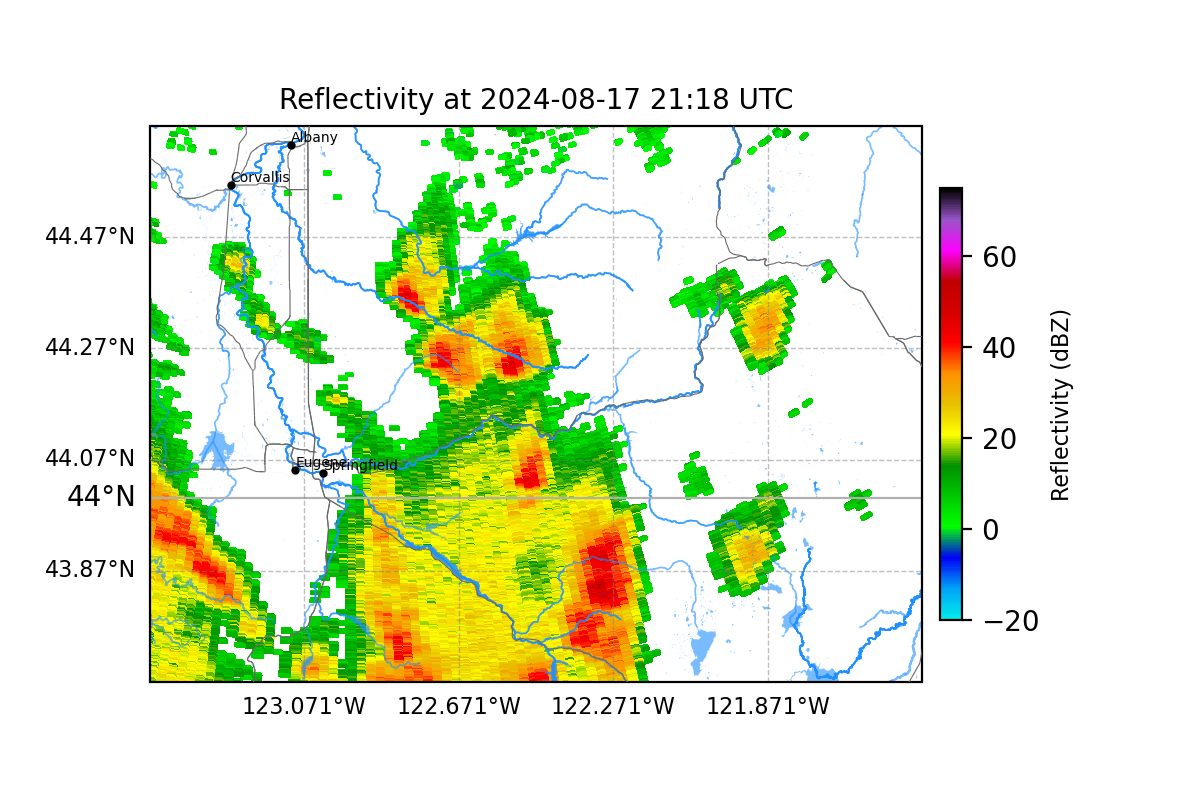 Reflectivity at 2024-08-17 21:18 UTC
Albany
Corvallis
44.47°N
44.27°N
44.07°N
Eugene
Springfield
44°N
43.87°N
123.071°W
122.671°W
122.271°W
121.871°W
60
40
20
0
−20
Reflectivity (dBZ)